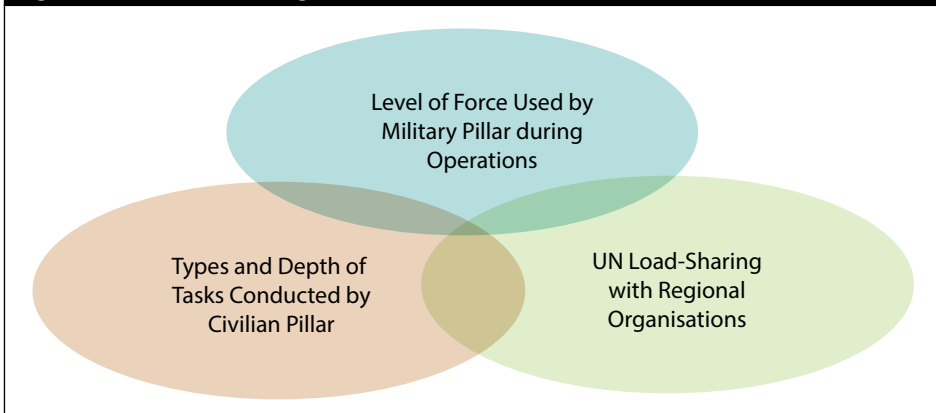 Level of Force Used by
Military Pillar during
Operations
Types and Depth of
Tasks Conducted by
Civilian Pillar
UN Load-Sharing
with Regional
Organisations